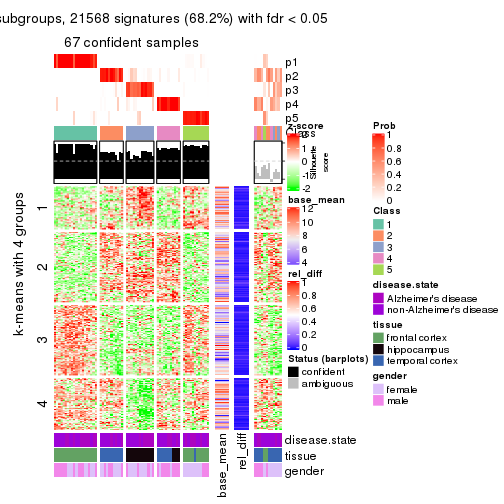 subgroups, 21568 signatures (68.2%) with fdr < 0.05
67 confident samples
p1
p2
p3
p4
p5
Class
Silhouette
score
1
2
3
4
k-means with 4 groups
base_mean
rel_diff
disease.state
tissue
gender
z-score
2
1
0
-1
-2
base_mean
12
10
8
6
4
rel_diff
1
0.8
0.6
0.4
0.2
0
Status (barplots)
confident
ambiguous
Prob
1
0.8
0.6
0.4
0.2
0
Class
1
2
3
4
5
disease.state
Alzheimer's disease
non-Alzheimer's disease
tissue
frontal cortex
hippocampus
temporal cortex
gender
female
male